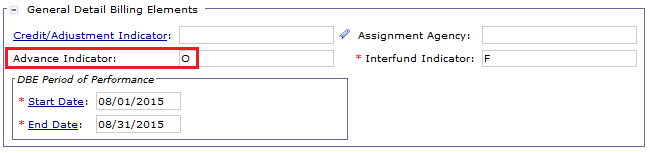 General Detail Billing Elements
Credit/Adjustment Indicator: Assignment Agency:
Advance Indicator: O * Interfund Indicator: F
DBE Period of Performance
* Start Date: 08/01/2015
* End Date: 08/31/2015